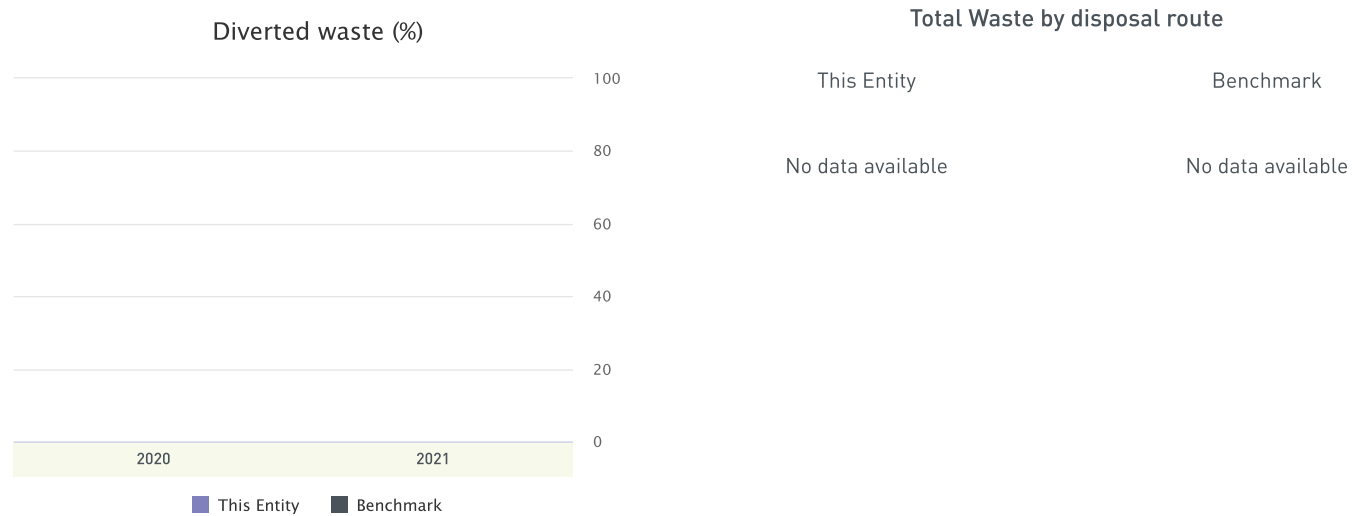 Diverted waste (%)
100
80
60
40
20
0
2020 2021
This Entity Benchmark
Total Waste by disposal route
This Entity Benchmark
No data available No data available